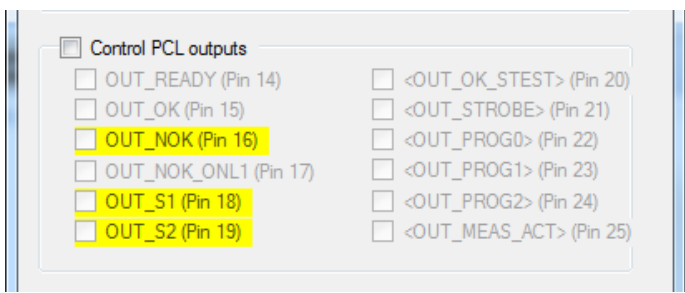 Control PCL outputs
OUT_READY (Pin 14)
OUT_OK (Pin 15)
OUT_NOK (Pin 16)
OUT_NOK_ONL1 (Pin 17)
OUT_S1 (Pin 18)
OUT_S2 (Pin 19)
<OUT_OK_STEST> (Pin 20)
<OUT_STROBE> (Pin 21)
<OUT_PROG0> (Pin 22)
<OUT_PROG1> (Pin 23)
<OUT_PROG2> (Pin 24)
<OUT_MEAS_ACT> (Pin 25)